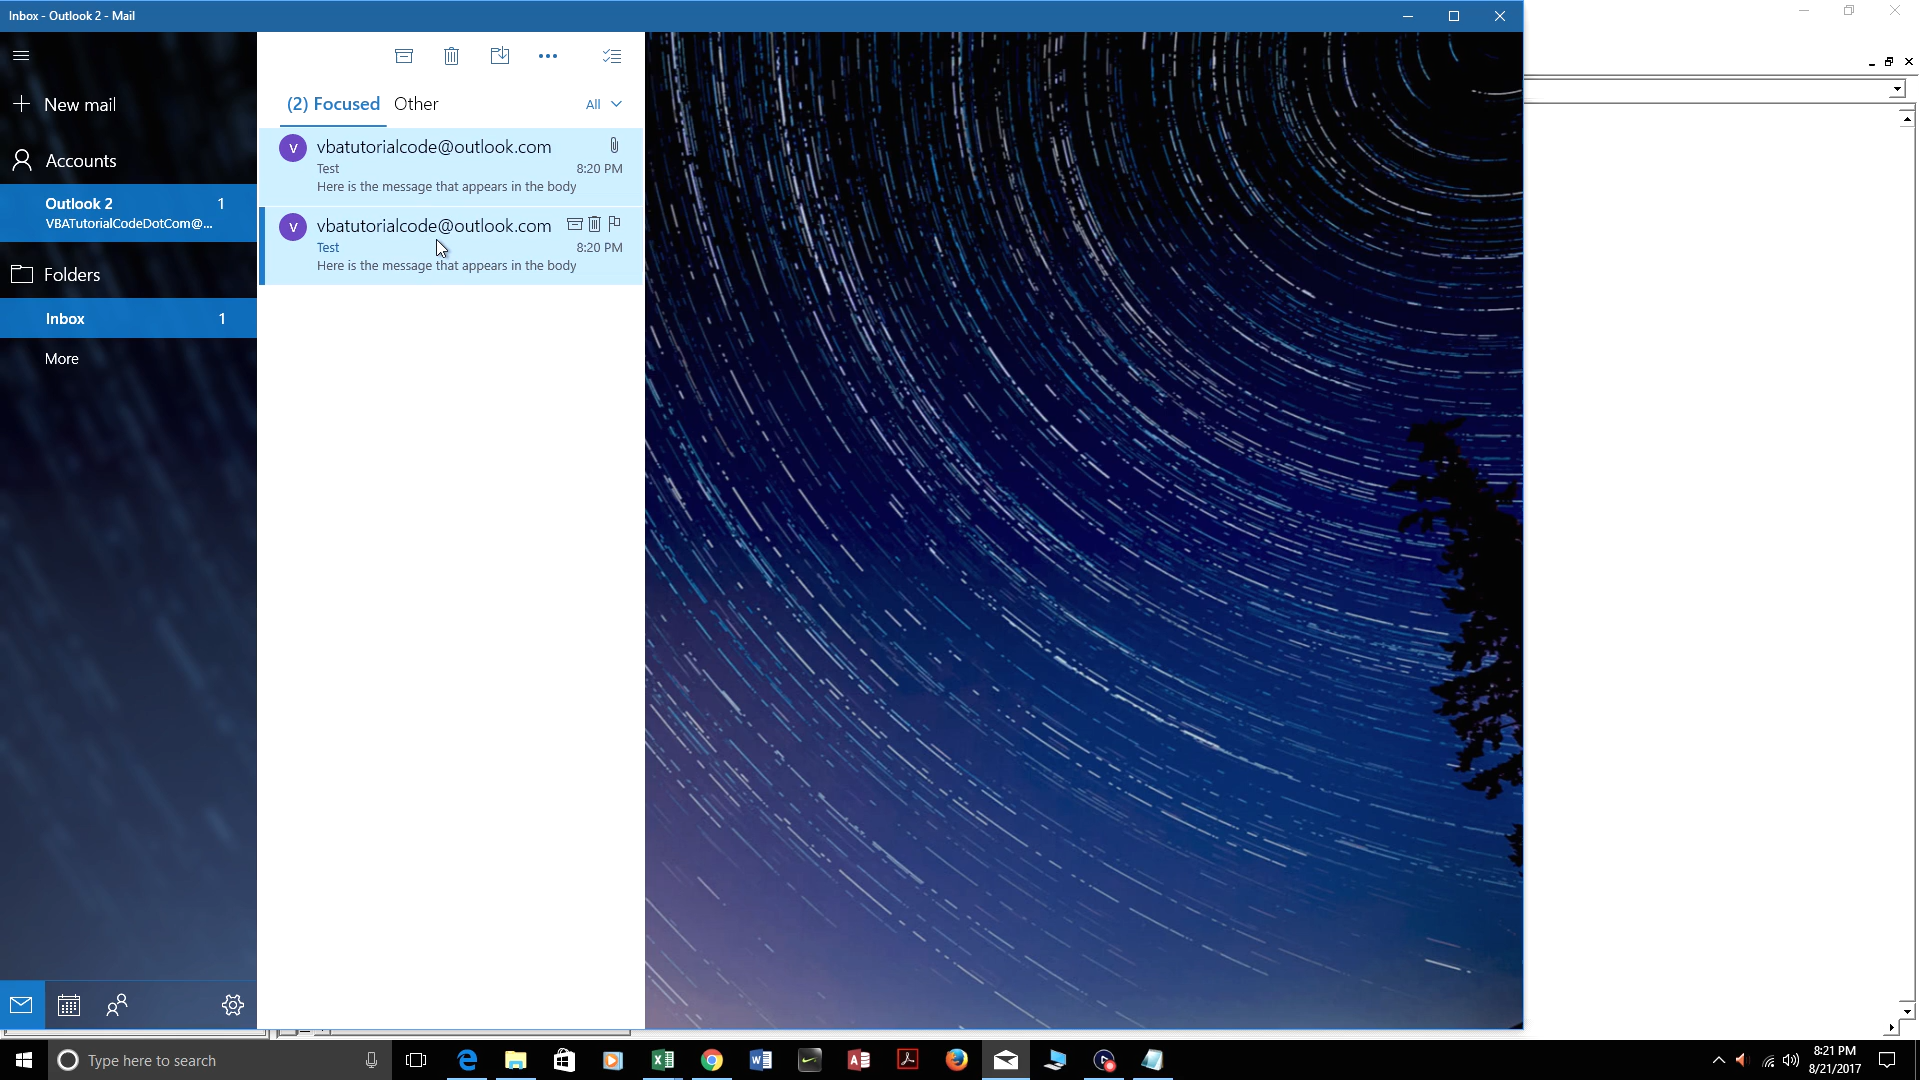 Inbox - Outlook 2 - Mail
New mail
Accounts
Outlook 2 1
VBATutorialCodeDotCom@...
Folders
Inbox 1
More
(2) Focused Other All
V vbatutorialcode@outlook.com
Test 8:20 PM
Here is the message that appears in the body
V vbatutorialcode@outlook.com
Test 8:20 PM
Here is the message that appears in the body
Type here to search
8:21 PM
8/21/2017